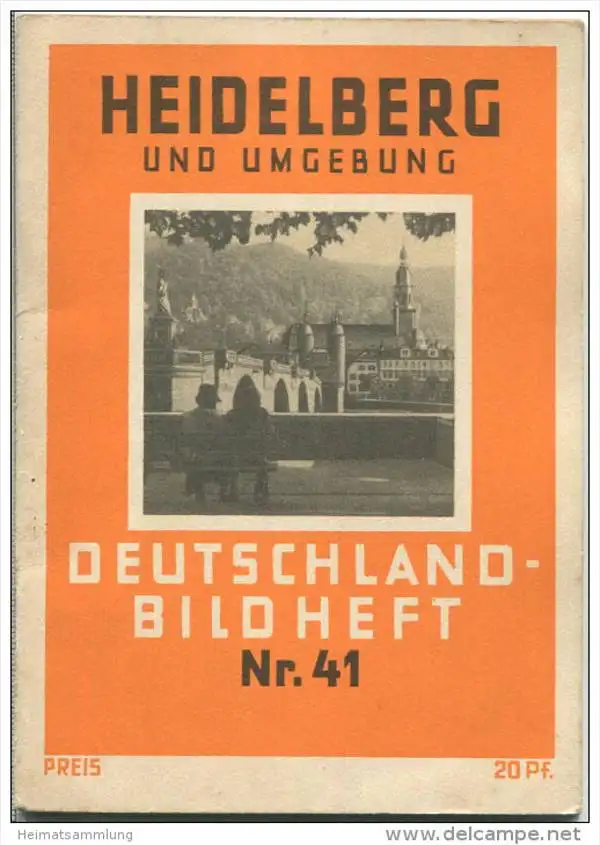 HEIDELBERG
UND UMGEBUNG
DEUTSCHLAND-
BILDHEFT
Nr. 41
PREIS 20 Pf.
Heimatsammlung www.delcampe.net